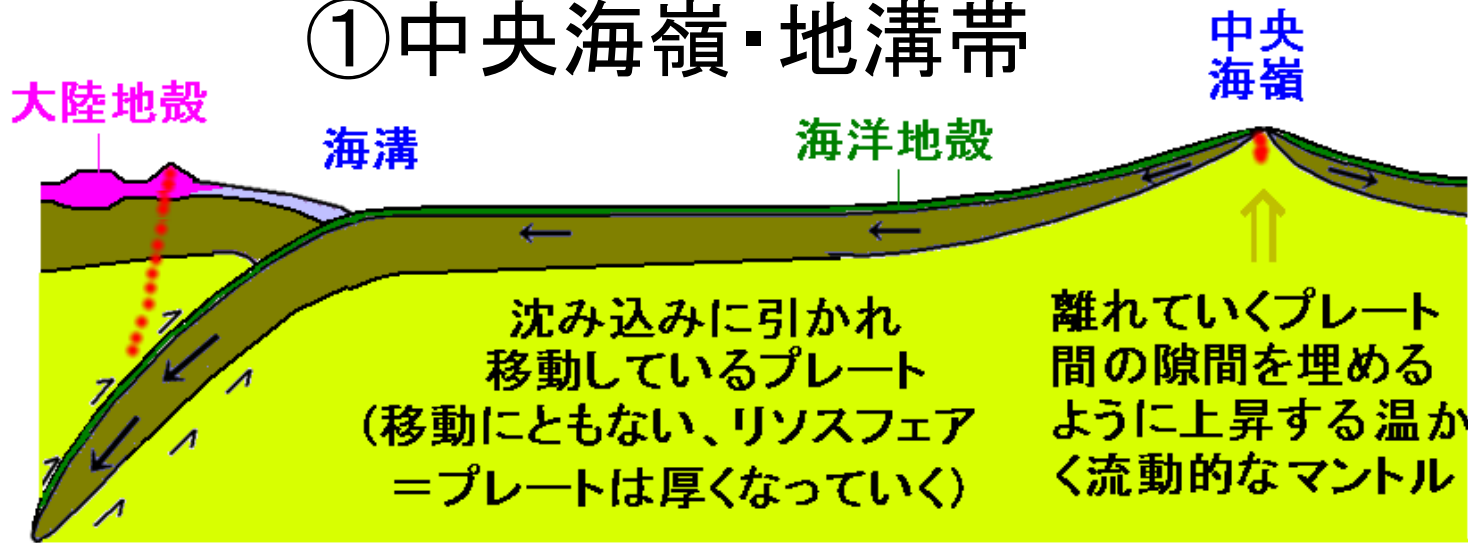 ①中央海嶺・地溝帯
中央
海嶺
大陸地殻
海溝
海洋地殻
沈み込みに引かれ
移動しているプレート
(移動にともない、リソスフェア
＝プレートは厚くなっていく)
離れていくプレート
間の隙間を埋める
ように上昇する温か
く流動的なマントル